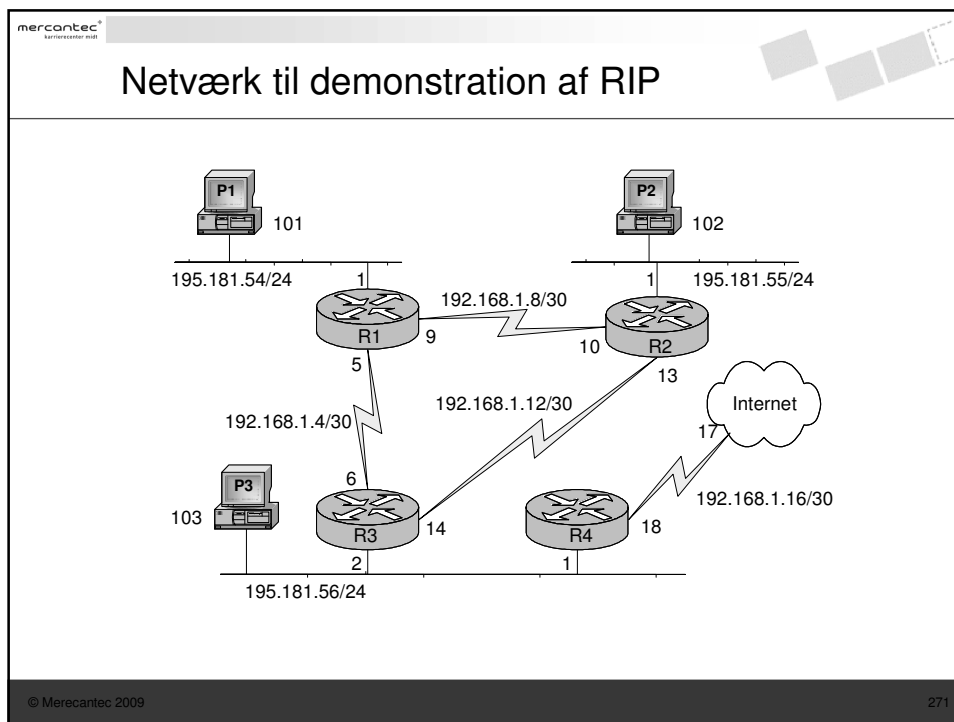 mercantec+
karrierecenter midt
Netværk til demonstration af RIP
P1
101
P2
102
195.181.54/24
1
192.168.1.8/30
1
195.181.55/24
R1
9
10
R2
5
13
192.168.1.4/30
192.168.1.12/30
Internet
17
192.168.1.16/30
P3
103
6
R3
14
R4
18
2
1
195.181.56/24
© Merecantec 2009
271